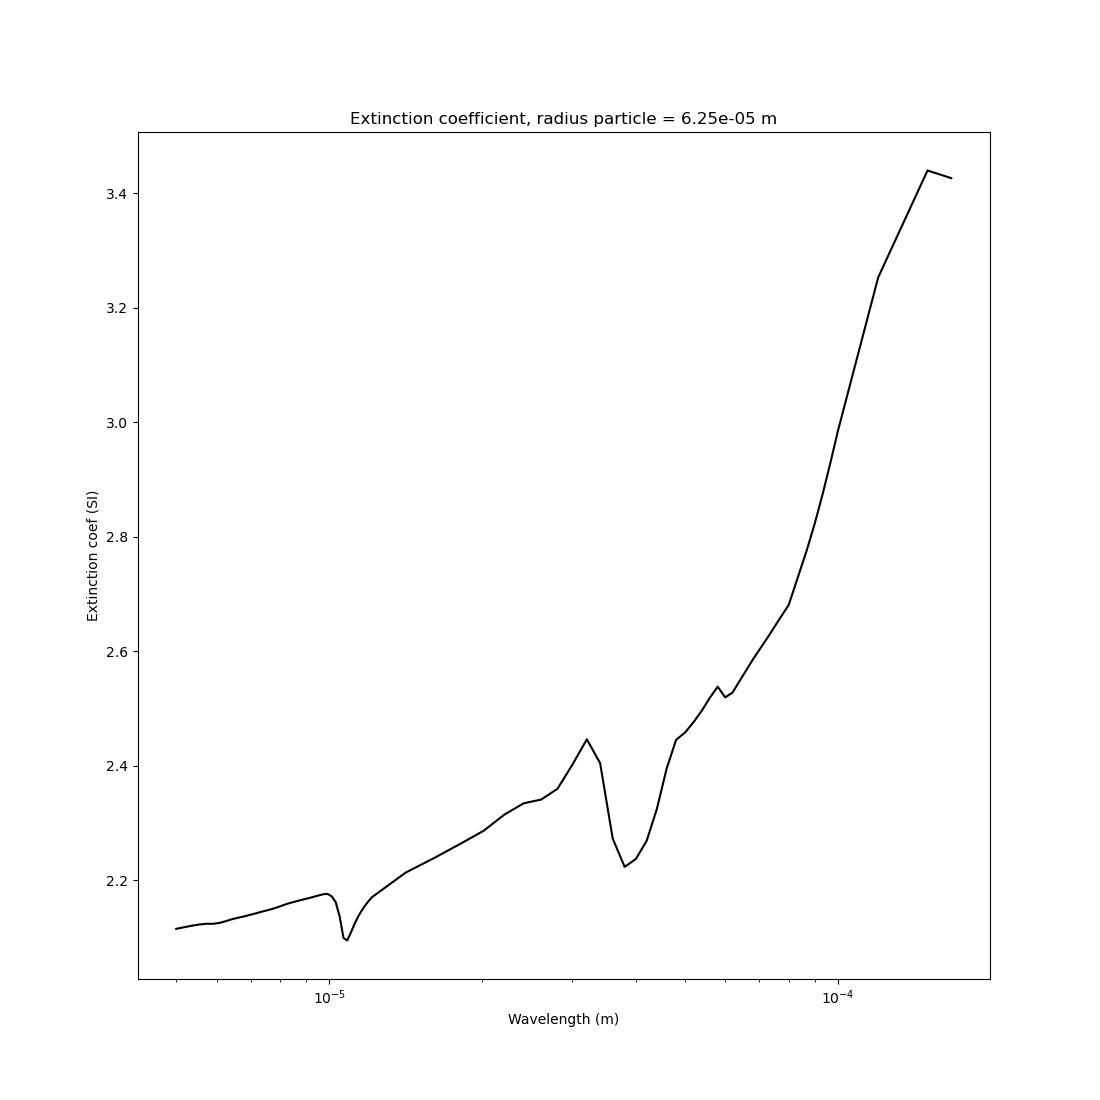 Extinction coefficient, radius particle = 6.25e-05 m
3.4
3.2
3.0
2.8
2.6
2.4
2.2
Extinction coef (SI)
10⁻⁵ 10⁻⁴
Wavelength (m)